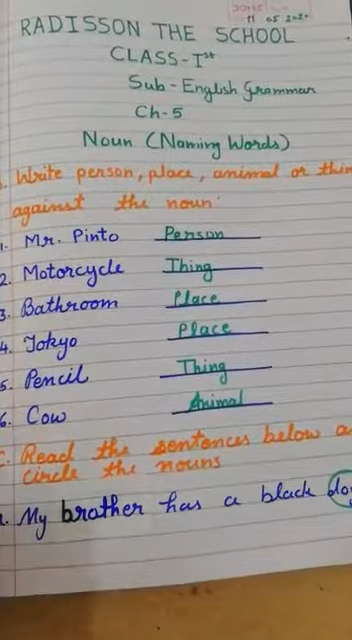 RADISSON THE SCHOOL
CLASS-Ist
Sub-English Grammar
Ch-5
Noun (Naming Words)
Write person, place, animal or thin
against the noun
1. Mr. Pinto Person
2. Motorcycle Thing
3. Bathroom Place
4. Tokyo Place
5. Pencil Thing
6. Cow Animal
C. Read the sentences below a
circle the nouns
My brother has a black dog